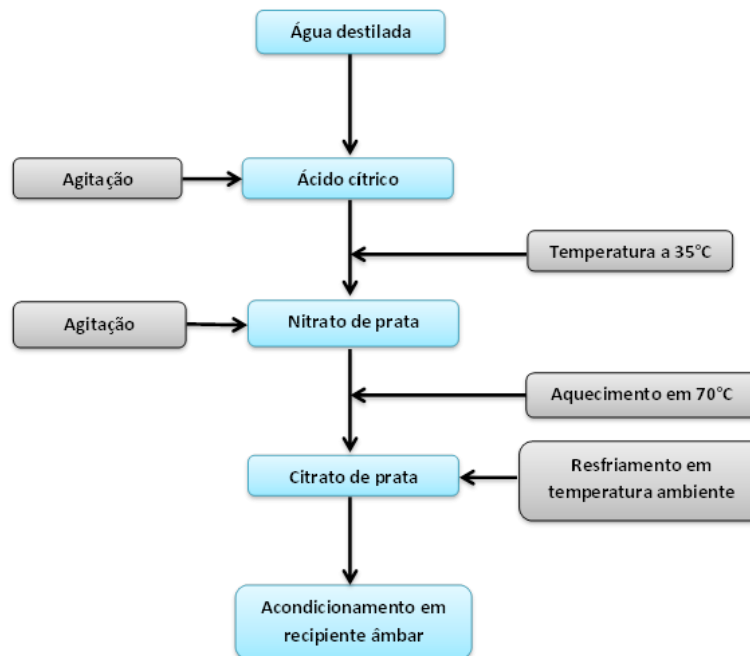 Água destilada
Agitação
Ácido cítrico
Temperatura a 35°C
Agitação
Nitrato de prata
Aquecimento em 70°C
Citrato de prata
Resfriamento em
temperatura ambiente
Acondicionamento em
recipiente âmbar